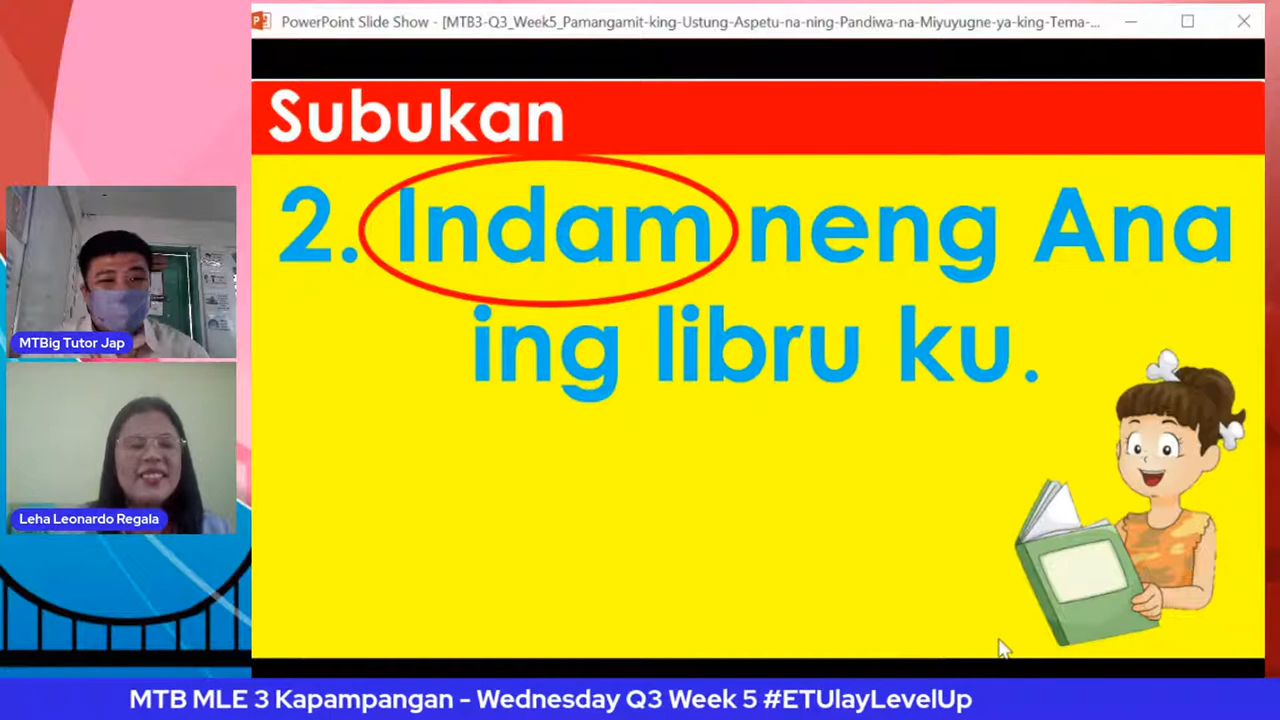 PowerPoint Slide Show - [MTB3-Q3_Week5_Pamangamit-king-Ustung-Aspetu-na-ning-Pandiwa-na-Miyuyugne-ya-king-Tema-...
Subukan
2. Indam neng Ana
ing libru ku.
MTBig Tutor Jap
Leha Leonardo Regala
MTB MLE 3 Kapampangan - Wednesday Q3 Week 5 #ETUlayLevelUp